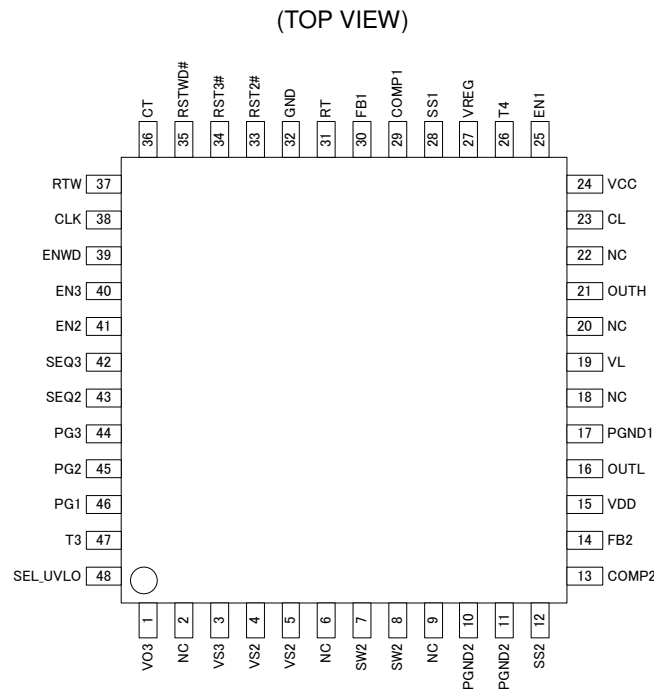 (TOP VIEW)
CT RSTWD# RST3# RST2# GND RT FB1 COMP1 SS1 VREG T4 EN1
36 35 34 33 32 31 30 29 28 27 26 25
RTW 37 24 VCC
CLK 38 23 CL
ENWD 39 22 NC
EN3 40 21 OUTH
EN2 41 20 NC
SEQ3 42 19 VL
SEQ2 43 18 NC
PG3 44 17 PGND1
PG2 45 16 OUTL
PG1 46 15 VDD
T3 47 14 FB2
SEL_UVLO 48 13 COMP2
1 2 3 4 5 6 7 8 9 10 11 12
VO3 NC VS3 VS2 VS2 NC SW2 SW2 NC PGND2 PGND2 SS2